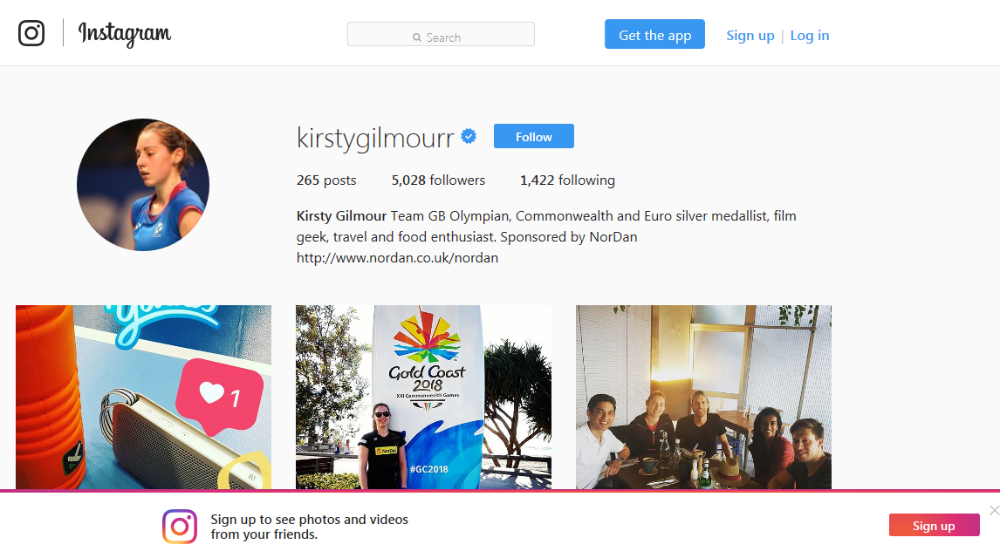 Instagram
Search
Get the app
Sign up | Log in
kirstygilmourr
Follow
265 posts 5,028 followers 1,422 following
Kirsty Gilmour Team GB Olympian, Commonwealth and Euro silver medallist, film
geek, travel and food enthusiast. Sponsored by NorDan
http://www.nordan.co.uk/nordan
1
Gold Coast
2018
XXI Commonwealth Games
NorDan
#GC2018
Sign up to see photos and videos
from your friends.
Sign up